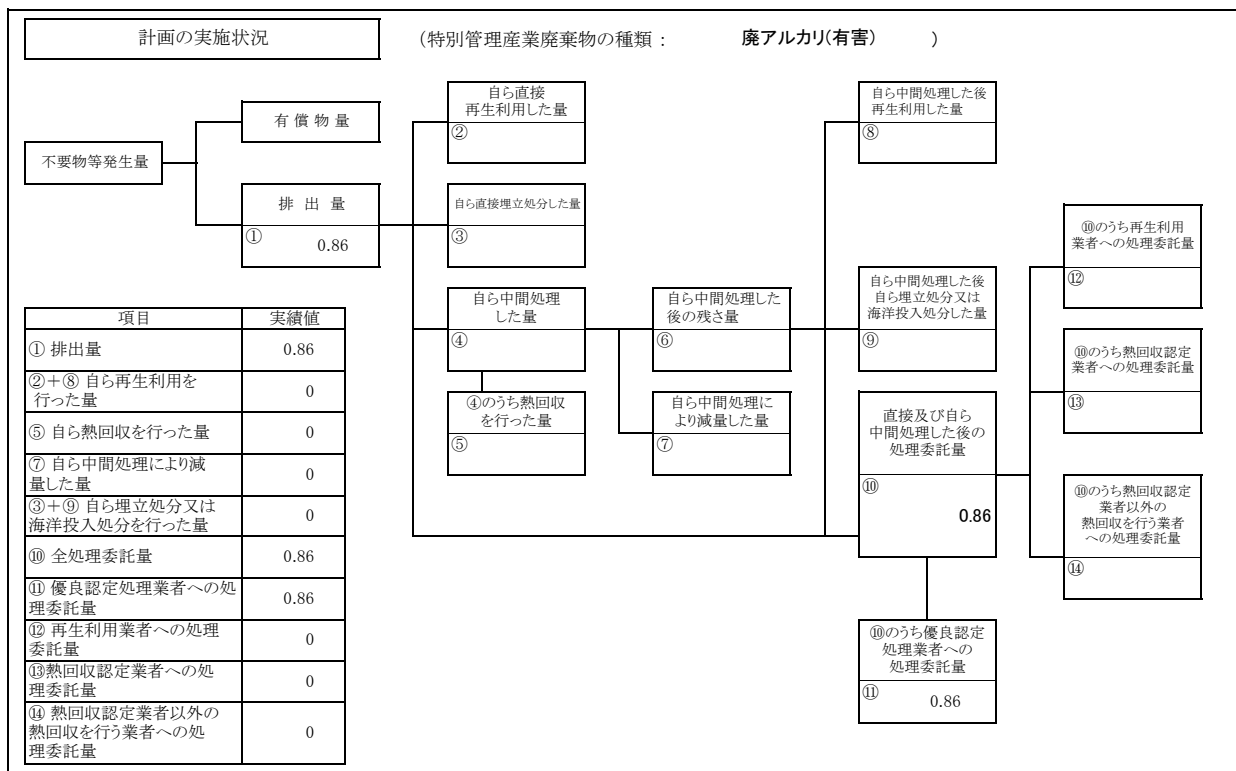 計画の実施状況
（特別管理産業廃棄物の種類： 廃アルカリ(有害) ）
不要物等発生量
有償物量
排出量
① 0.86
自ら直接
再生利用した量
②
自ら直接埋立処分した量
③
自ら中間処理
した量
④
④のうち熱回収
を行った量
⑤
自ら中間処理した
後の残さ量
⑥
自ら中間処理に
より減量した量
⑦
自ら中間処理した後
再生利用した量
⑧
自ら中間処理した後
自ら埋立処分又は
海洋投入処分した量
⑨
直接及び自ら
中間処理した後の
処理委託量
⑩
0.86
⑩のうち優良認定
処理業者への
処理委託量
⑪ 0.86
⑩のうち再生利用
業者への処理委託量
⑫
⑩のうち熱回収認定
業者への処理委託量
⑬
⑩のうち熱回収認定
業者以外の
熱回収を行う業者
への処理委託量
⑭
項目 実績値
① 排出量 0.86
②＋⑧ 自ら再生利用を
行った量 0
⑤ 自ら熱回収を行った量 0
⑦ 自ら中間処理により減
量した量 0
③＋⑨ 自ら埋立処分又は
海洋投入処分を行った量 0
⑩ 全処理委託量 0.86
⑪ 優良認定処理業者への処
理委託量 0.86
⑫ 再生利用業者への処理
委託量 0
⑬熱回収認定業者への処
理委託量 0
⑭ 熱回収認定業者以外の
熱回収を行う業者への処
理委託量 0